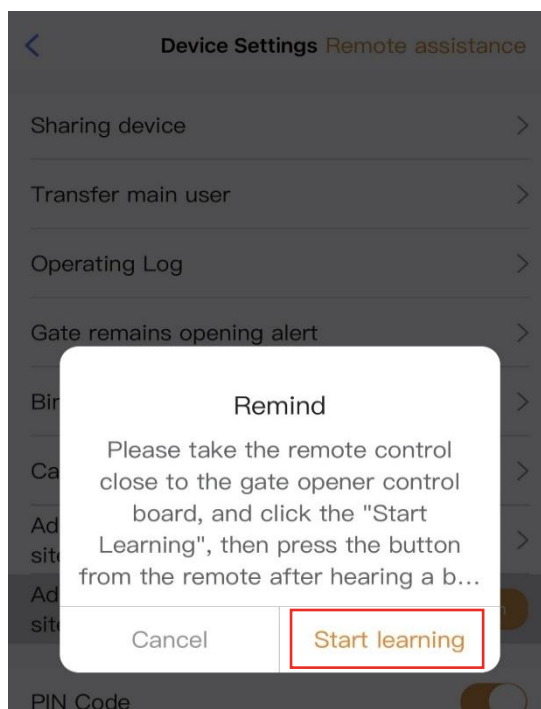 Device Settings Remote assistance
Sharing device
Transfer main user
Operating Log
Gate remains opening alert
Remind
Please take the remote control
close to the gate opener control
board, and click the "Start
Learning", then press the button
from the remote after hearing a b...
Cancel
Start learning
PIN Code